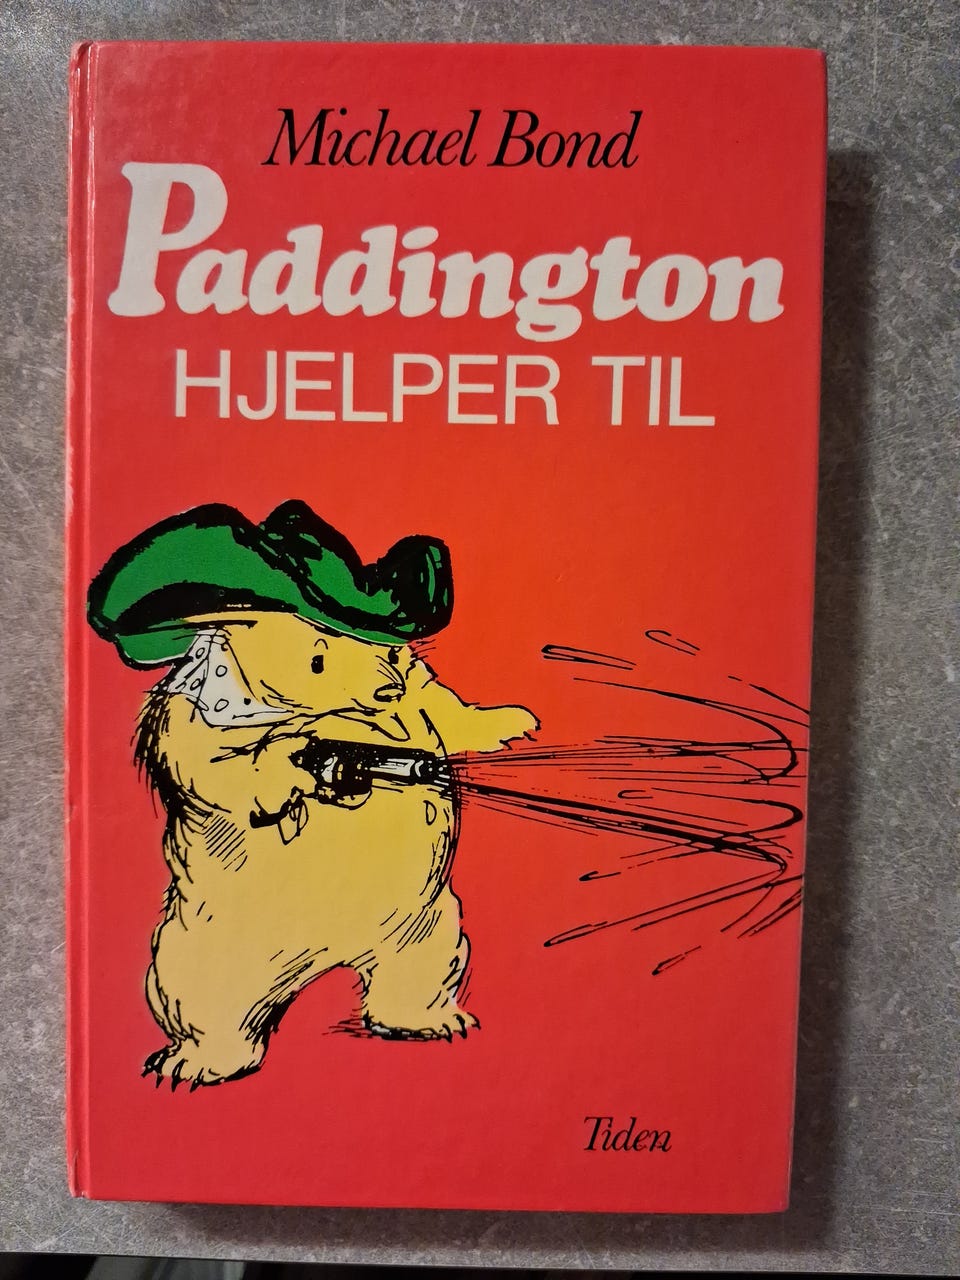 Michael Bond
Paddington
HJELPER TIL
Tiden